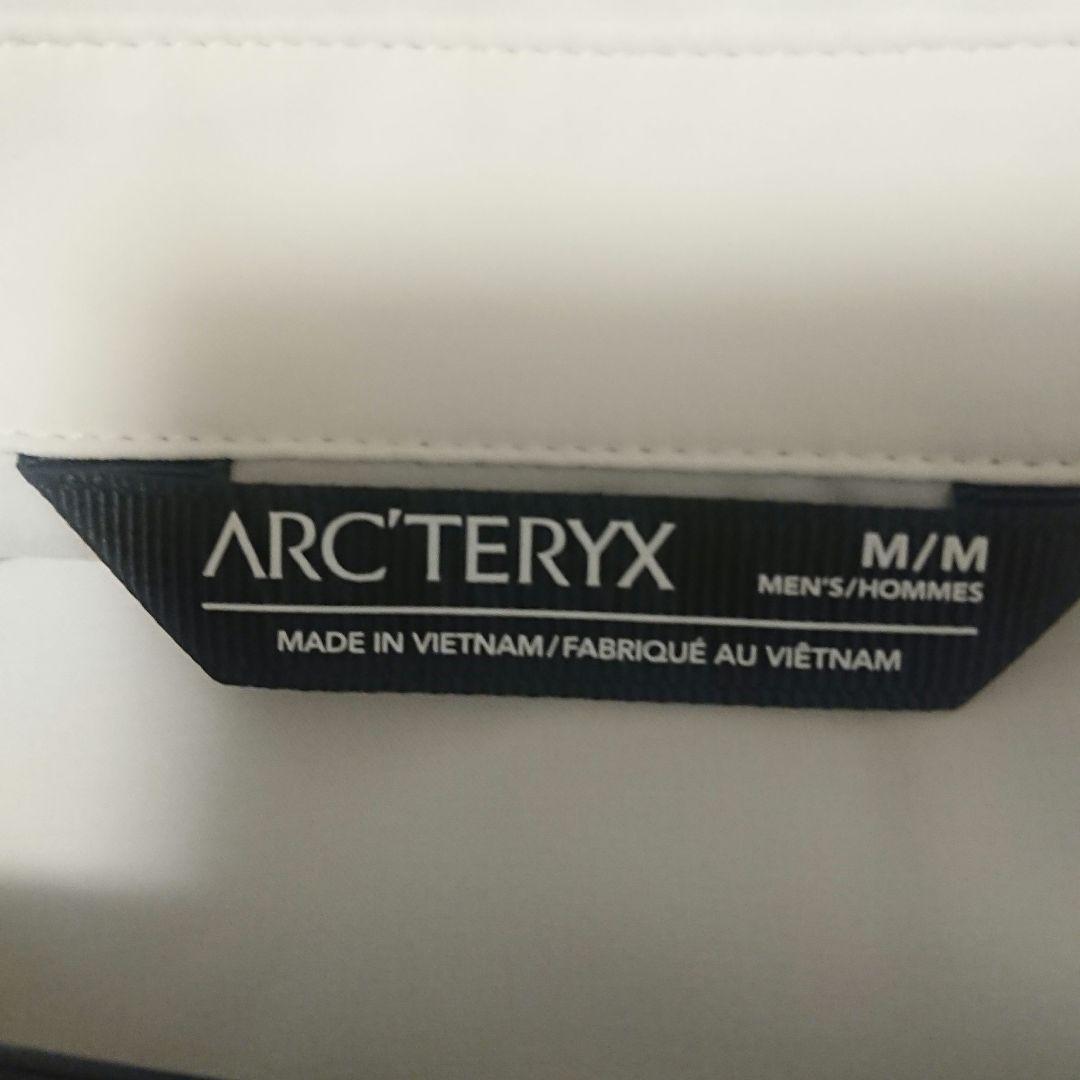 ARC'TERYX
M/M
MEN'S/HOMMES
MADE IN VIETNAM/FABRIQUÉ AU VIÊTNAM